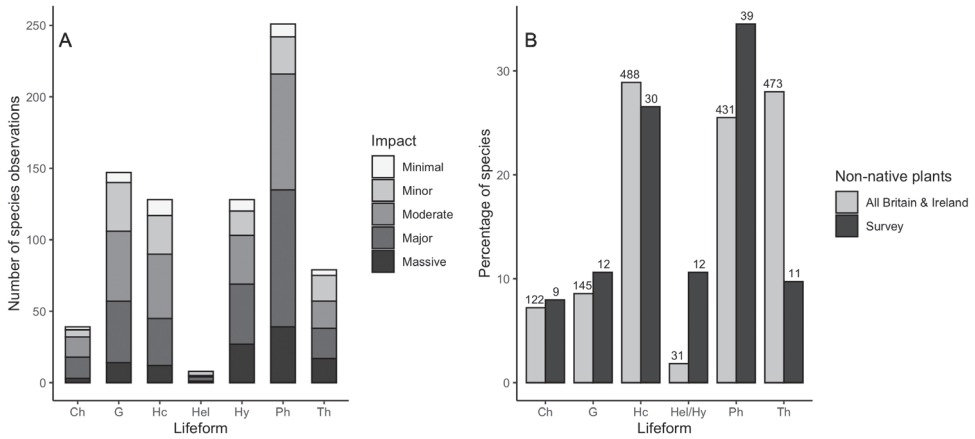 A
Number of species observations
250
200
150
100
50
0
Ch G Hc Hel Hy Ph Th
Lifeform
Impact
Minimal
Minor
Moderate
Major
Massive
B
Percentage of species
30
20
10
0
122 9 145 12 488 30 31 12 431 39 473 11
Ch G Hc Hel/Hy Ph Th
Lifeform
Non-native plants
All Britain & Ireland
Survey